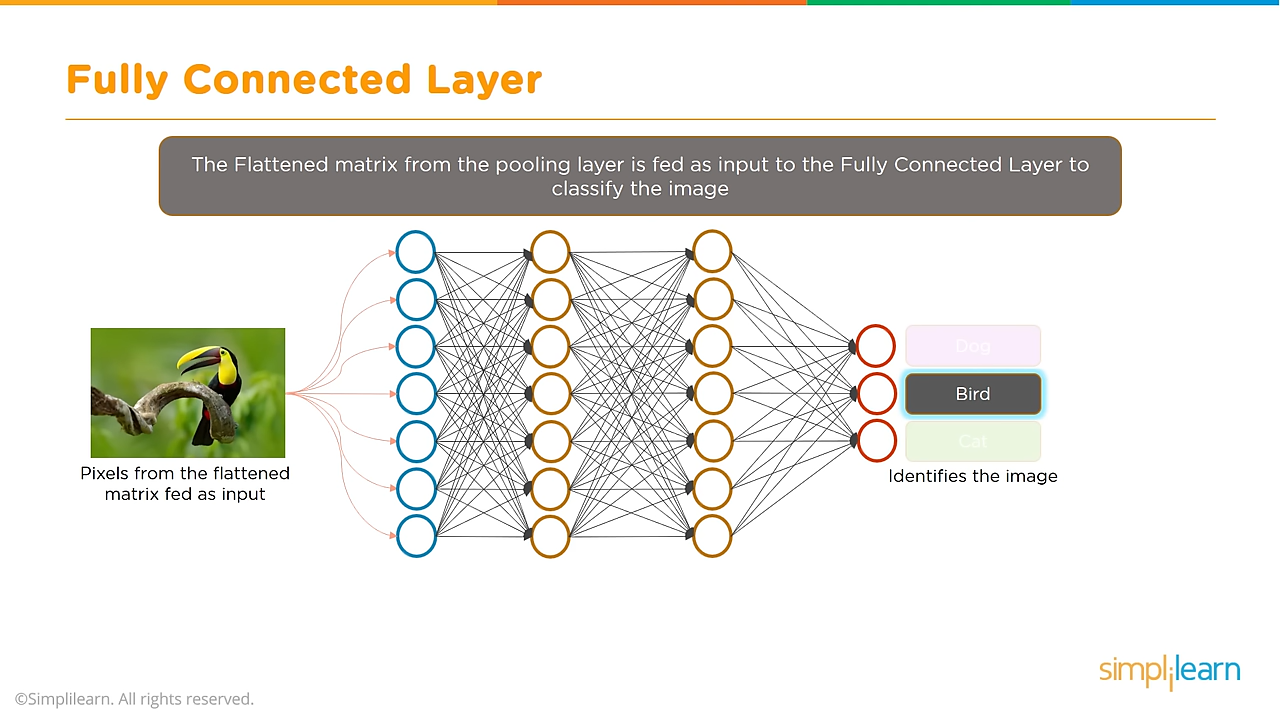 Fully Connected Layer
The Flattened matrix from the pooling layer is fed as input to the Fully Connected Layer to
classify the image
Dog
Bird
Cat
Pixels from the flattened
matrix fed as input
Identifies the image
simplilearn
©Simplilearn. All rights reserved.